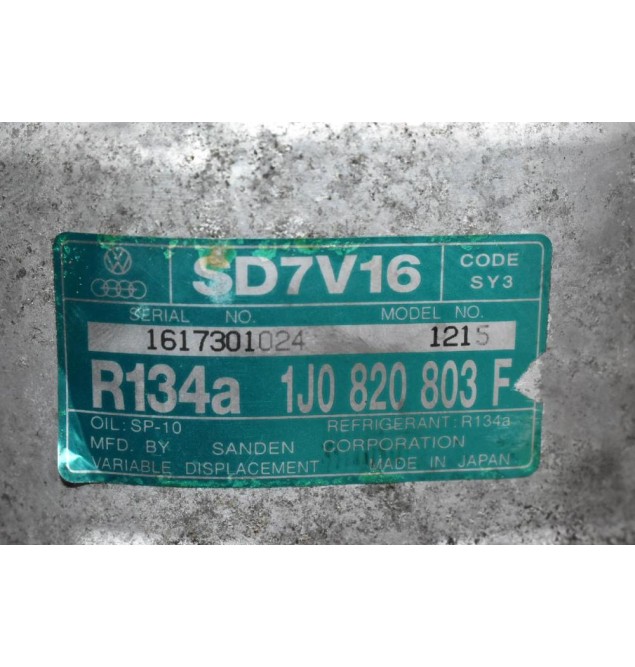 SD7V16 CODE SY3
SERIAL NO. MODEL NO.
1617301024 1215
R134a 1J0 820 803 F
OIL: SP-10 REFRIGERANT: R134a
MFD. BY SANDEN CORPORATION
VARIABLE DISPLACEMENT MADE IN JAPAN